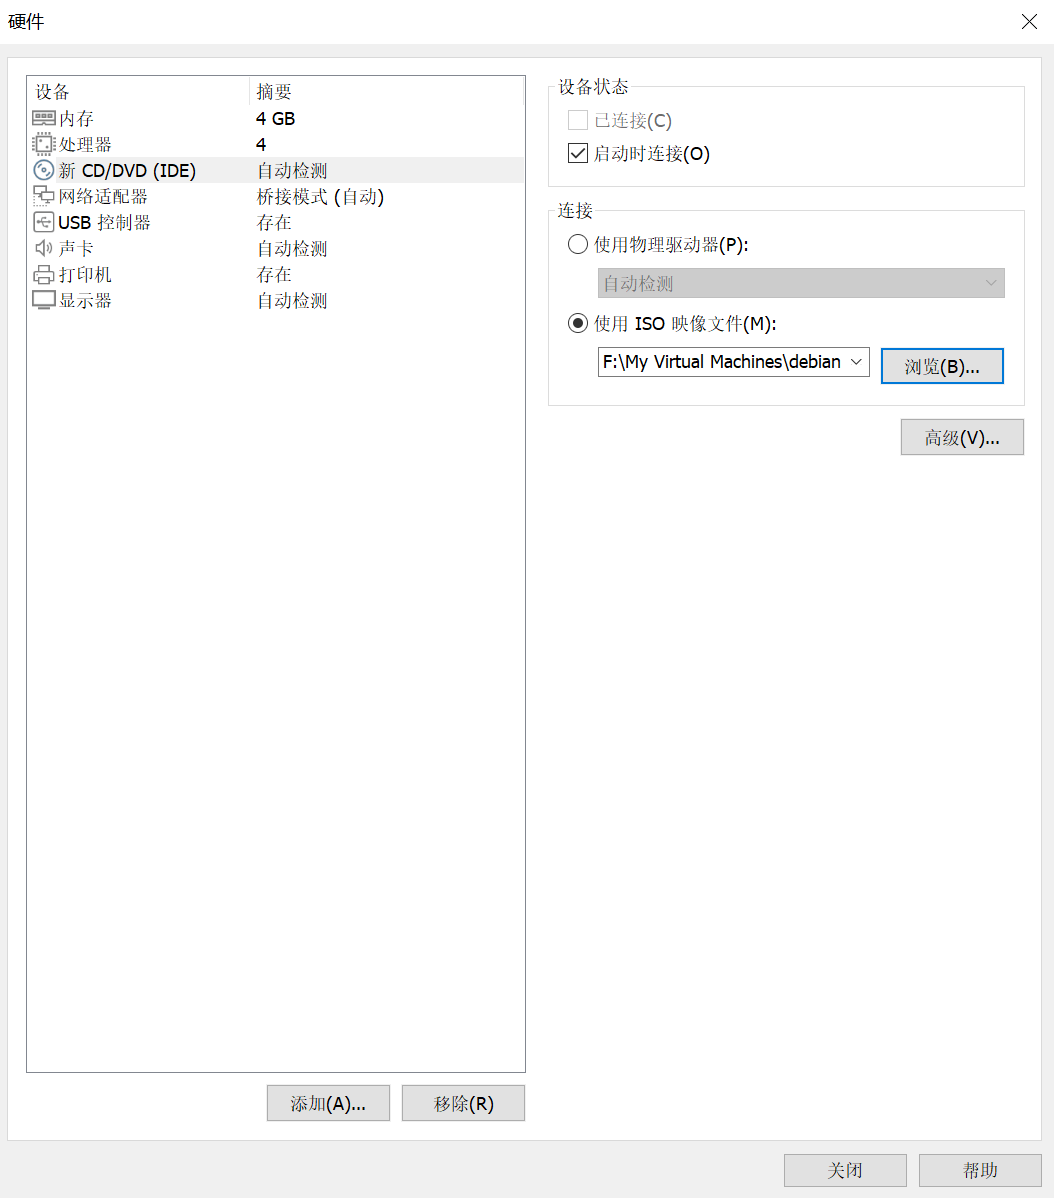 硬件
设备 摘要
内存 4 GB
处理器 4
新 CD/DVD (IDE) 自动检测
网络适配器 桥接模式 (自动)
USB 控制器 存在
声卡 自动检测
打印机 存在
显示器 自动检测
添加(A)... 移除(R)
设备状态
已连接(C)
启动时连接(O)
连接
使用物理驱动器(P):
自动检测
使用 ISO 映像文件(M):
F:\My Virtual Machines\debian 浏览(B)...
高级(V)...
关闭 帮助